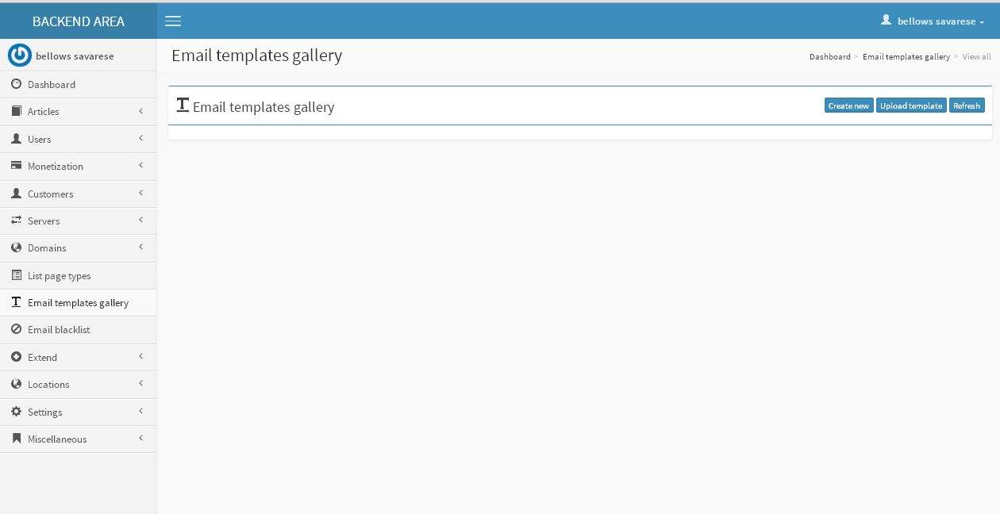 BACKEND AREA
bellows savarese
bellows savarese
Email templates gallery
Dashboard > Email templates gallery > View all
Dashboard
Articles
Users
Monetization
Customers
Servers
Domains
List page types
Email templates gallery
Email blacklist
Extend
Locations
Settings
Miscellaneous
Email templates gallery
Create new
Upload template
Refresh